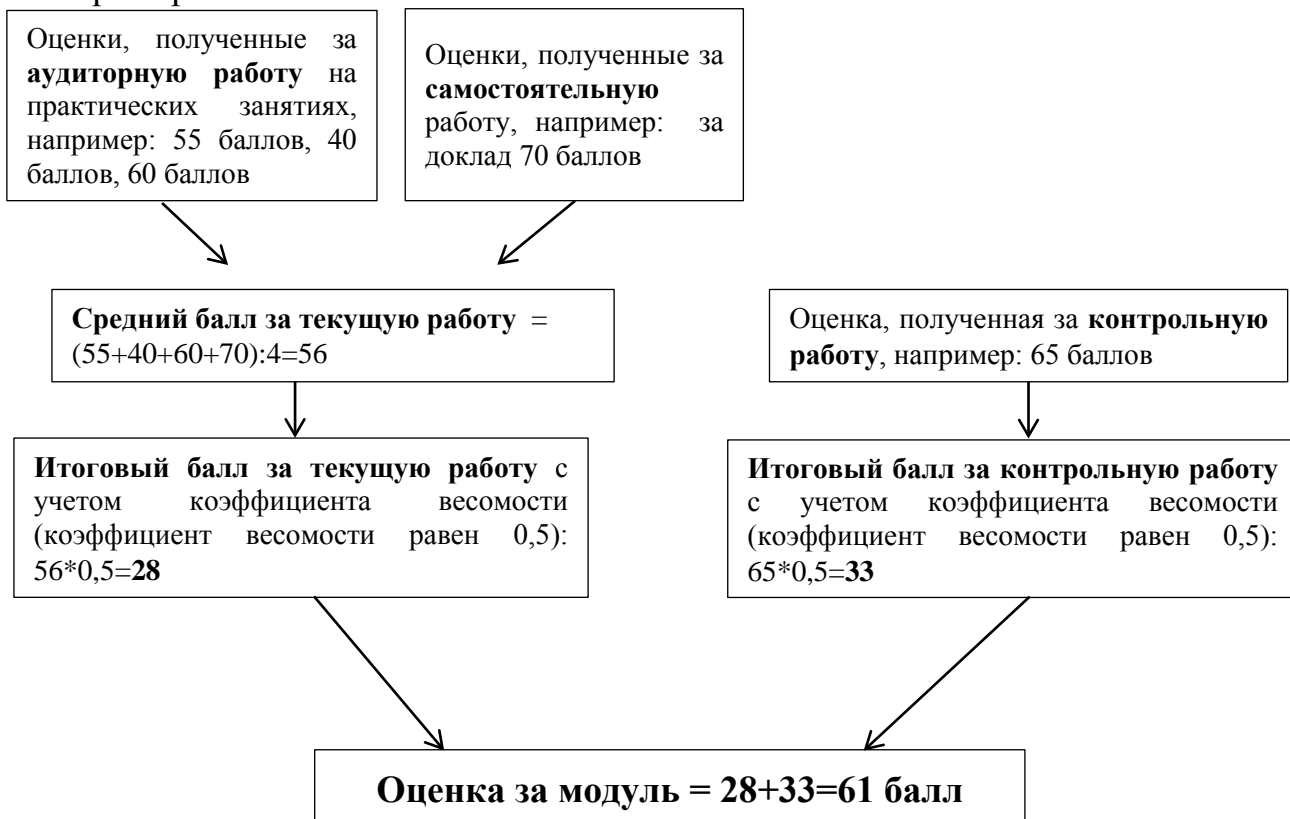 Оценки, полученные за
аудиторную работу на
практических занятиях,
например: 55 баллов, 40
баллов, 60 баллов
Оценки, полученные за
самостоятельную
работу, например: за
доклад 70 баллов
Средний балл за текущую работу =
(55+40+60+70):4=56
Оценка, полученная за контрольную
работу, например: 65 баллов
Итоговый балл за текущую работу с
учетом коэффициента весомости
(коэффициент весомости равен 0,5):
56*0,5=28
Итоговый балл за контрольную работу
с учетом коэффициента весомости
(коэффициент весомости равен 0,5):
65*0,5=33
Оценка за модуль = 28+33=61 балл